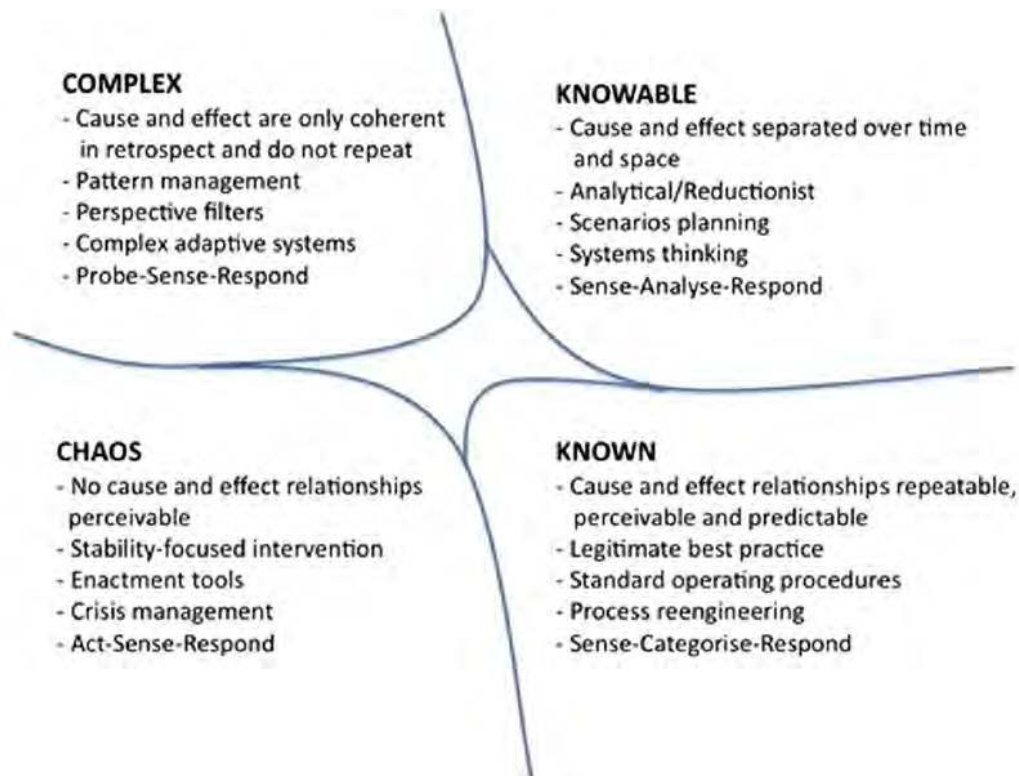 COMPLEX
- Cause and effect are only coherent
in retrospect and do not repeat
- Pattern management
- Perspective filters
- Complex adaptive systems
- Probe-Sense-Respond
KNOWABLE
- Cause and effect separated over time
and space
- Analytical/Reductionist
- Scenarios planning
- Systems thinking
- Sense-Analyse-Respond
CHAOS
- No cause and effect relationships
perceivable
- Stability-focused intervention
- Enactment tools
- Crisis management
- Act-Sense-Respond
KNOWN
- Cause and effect relationships repeatable,
perceivable and predictable
- Legitimate best practice
- Standard operating procedures
- Process reengineering
- Sense-Categorise-Respond